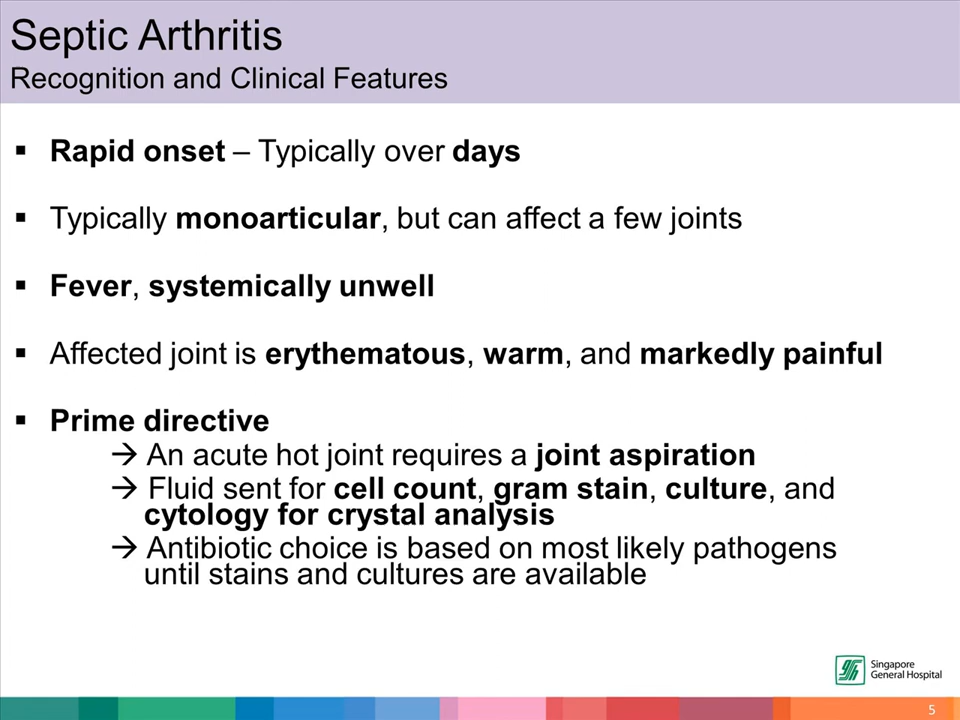 Septic Arthritis
Recognition and Clinical Features
▪ Rapid onset – Typically over days
▪ Typically monoarticular, but can affect a few joints
▪ Fever, systemically unwell
▪ Affected joint is erythematous, warm, and markedly painful
▪ Prime directive
→ An acute hot joint requires a joint aspiration
→ Fluid sent for cell count, gram stain, culture, and
cytology for crystal analysis
→ Antibiotic choice is based on most likely pathogens
until stains and cultures are available
Singapore
General Hospital
5